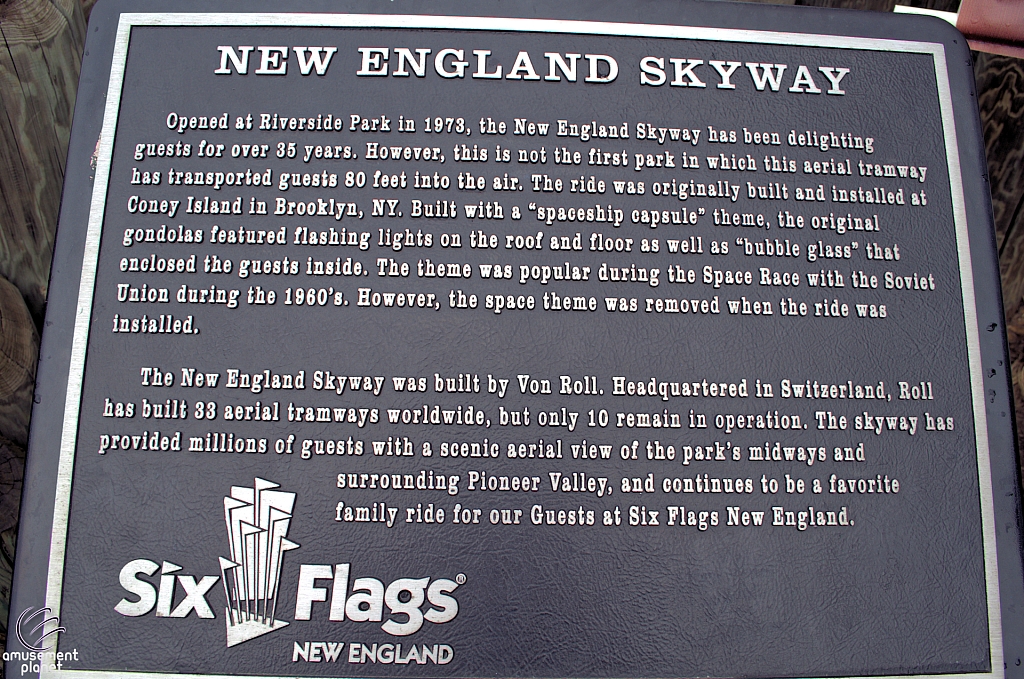 NEW ENGLAND SKYWAY
Opened at Riverside Park in 1973, the New England Skyway has been delighting
guests for over 35 years. However, this is not the first park in which this aerial tramway
has transported guests 80 feet into the air. The ride was originally built and installed at
Coney Island in Brooklyn, NY. Built with a “spaceship capsule” theme, the original
gondolas featured flashing lights on the roof and floor as well as “bubble glass” that
enclosed the guests inside. The theme was popular during the Space Race with the Soviet
Union during the 1960’s. However, the space theme was removed when the ride was
installed.
The New England Skyway was built by Von Roll. Headquartered in Switzerland, Roll
has built 33 aerial tramways worldwide, but only 10 remain in operation. The skyway has
provided millions of guests with a scenic aerial view of the park’s midways and
surrounding Pioneer Valley, and continues to be a favorite
family ride for our Guests at Six Flags New England.
Six Flags®
NEW ENGLAND
amusement
planet